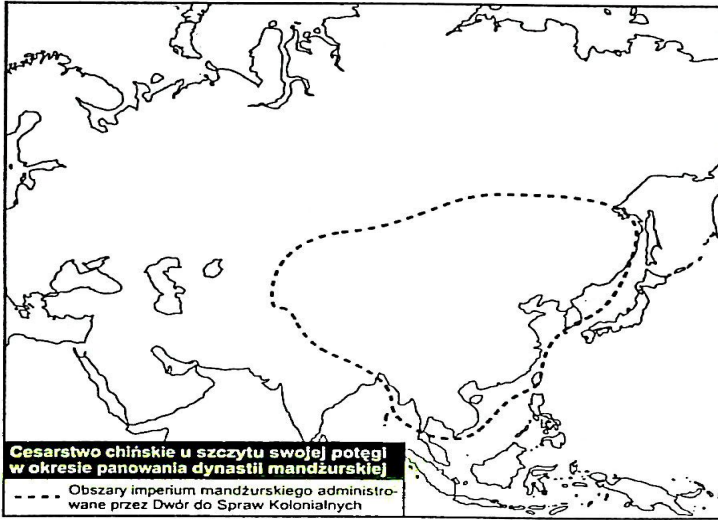 Cesarstwo chińskie u szczytu swojej potęgi
w okresie panowania dynastii mandżurskiej
Obszary imperium mandżurskiego administro-
wane przez Dwór do Spraw Kolonialnych